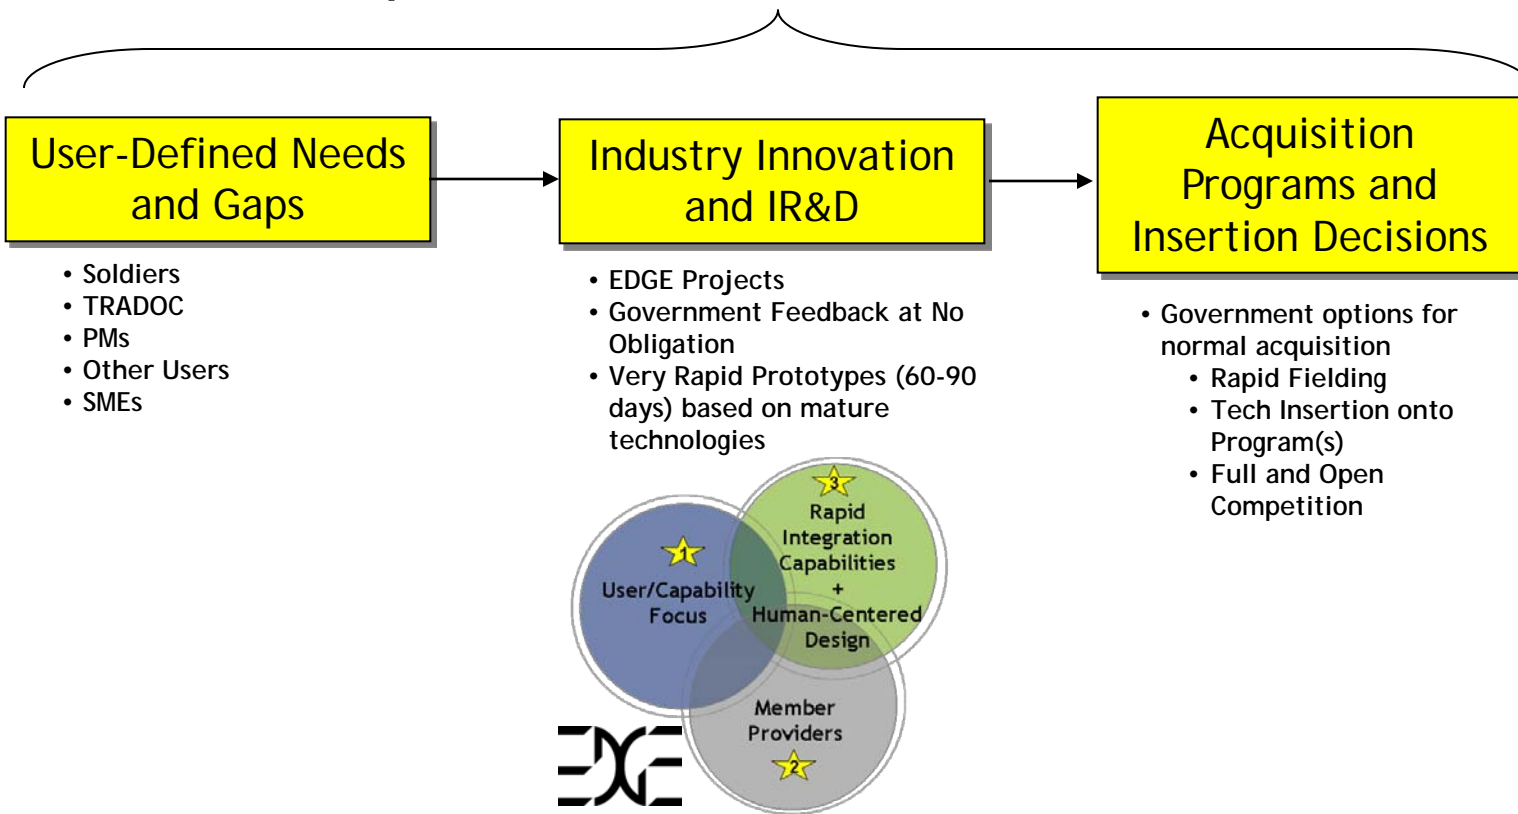 User-Defined Needs
and Gaps
• Soldiers
• TRADOC
• PMs
• Other Users
• SMEs
Industry Innovation
and IR&D
• EDGE Projects
• Government Feedback at No
Obligation
• Very Rapid Prototypes (60-90
days) based on mature
technologies
Acquisition
Programs and
Insertion Decisions
• Government options for
normal acquisition
• Rapid Fielding
• Tech Insertion onto
Program(s)
• Full and Open
Competition
1
User/Capability
Focus
3
Rapid
Integration
Capabilities
+
Human-Centered
Design
Member
Providers
2
EDGE